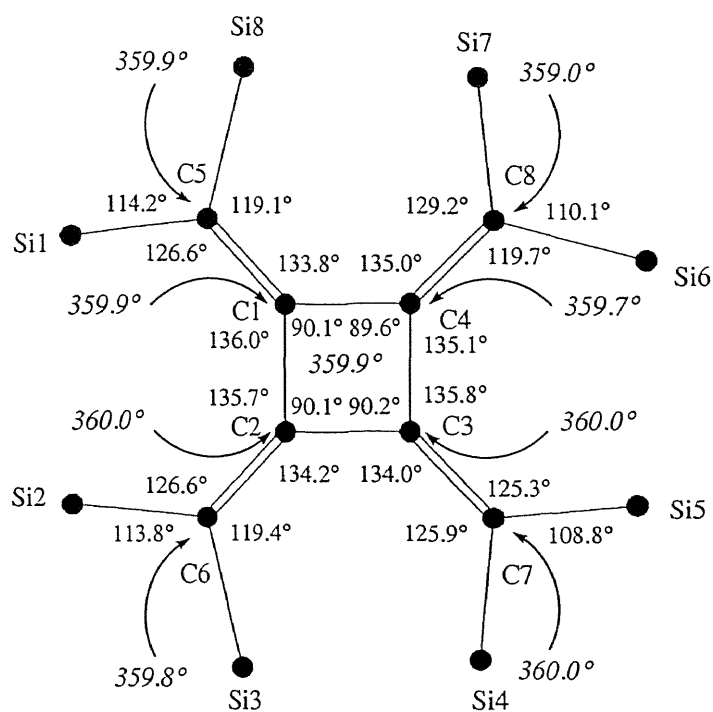 Si8
Si7
359.9°
359.0°
C5
C8
114.2°
119.1°
129.2°
110.1°
Si1
126.6°
119.7°
Si6
133.8°
135.0°
359.9°
C1
C4
359.7°
90.1° 89.6°
136.0°
135.1°
359.9°
135.7°
135.8°
360.0°
C2
90.1° 90.2°
C3
360.0°
126.6°
134.2°
134.0°
125.3°
Si2
Si5
113.8°
119.4°
125.9°
108.8°
C6
C7
359.8°
360.0°
Si3
Si4